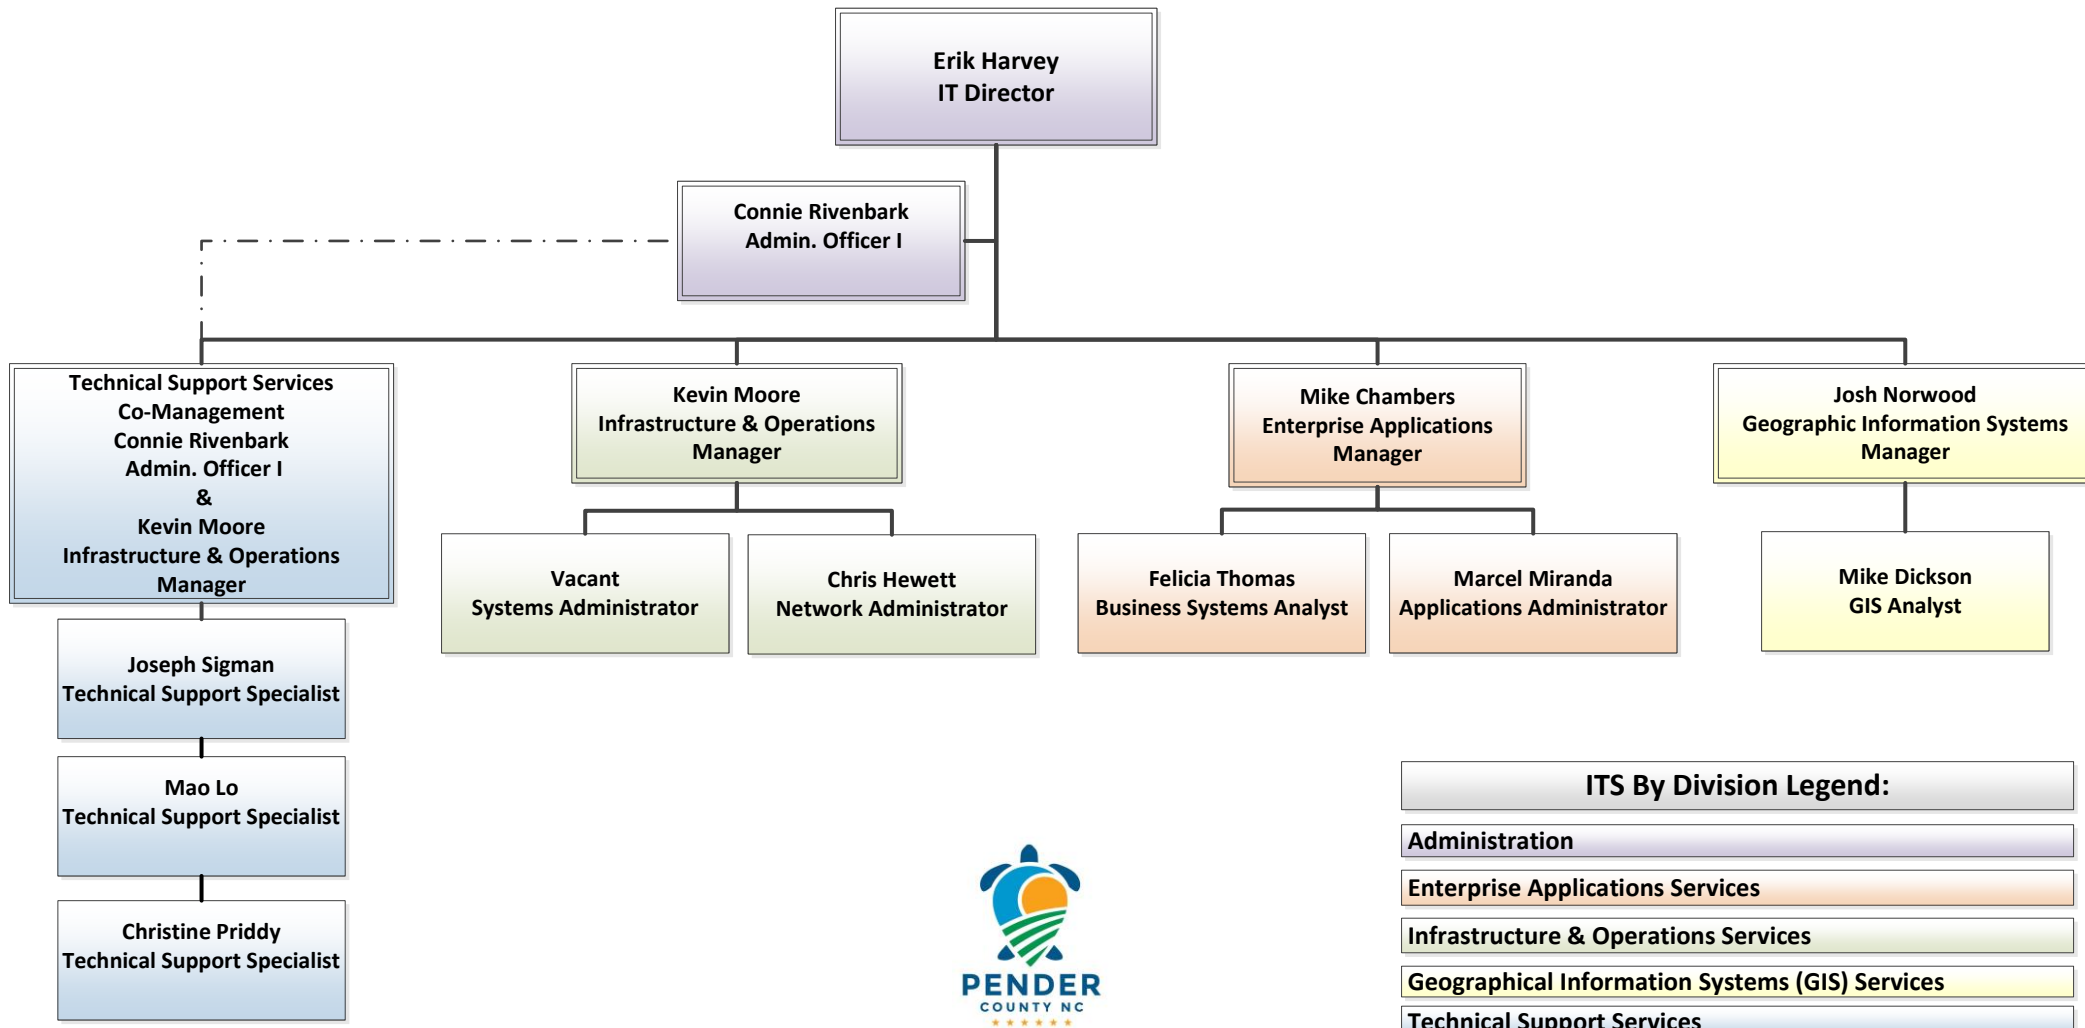 Erik Harvey
IT Director
Connie Rivenbark
Admin. Officer I
Technical Support Services
Co-Management
Connie Rivenbark
Admin. Officer I
&
Kevin Moore
Infrastructure & Operations
Manager
Kevin Moore
Infrastructure & Operations
Manager
Mike Chambers
Enterprise Applications
Manager
Josh Norwood
Geographic Information Systems
Manager
Vacant
Systems Administrator
Chris Hewett
Network Administrator
Felicia Thomas
Business Systems Analyst
Marcel Miranda
Applications Administrator
Mike Dickson
GIS Analyst
Joseph Sigman
Technical Support Specialist
Mao Lo
Technical Support Specialist
Christine Priddy
Technical Support Specialist
PENDER
COUNTY NC
ITS By Division Legend:
Administration
Enterprise Applications Services
Infrastructure & Operations Services
Geographical Information Systems (GIS) Services
Technical Support Services